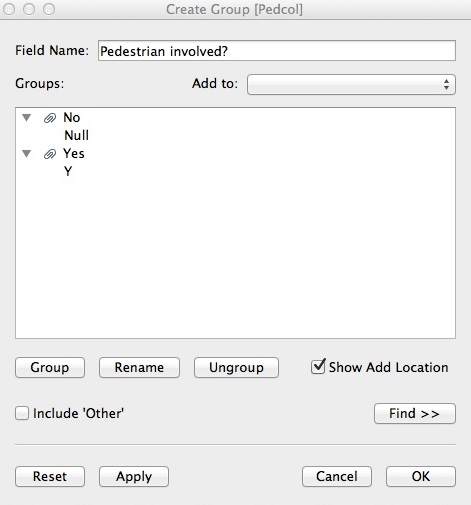 Create Group [Pedcol]
Field Name: Pedestrian involved?
Groups: Add to:
No
Null
Yes
Y
Group Rename Ungroup Show Add Location
Include 'Other' Find >>
Reset Apply Cancel OK